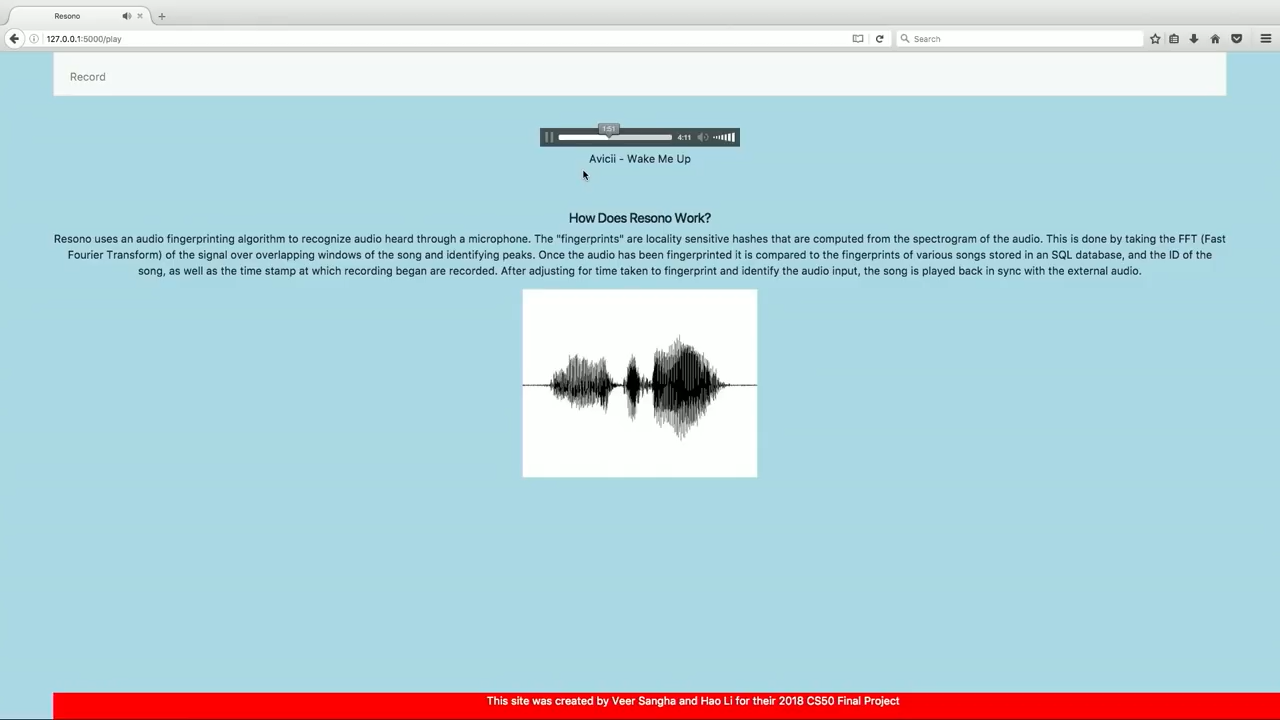 Resono
127.0.0.1:5000/play
Search
Record
1:51
4:11
Avicii - Wake Me Up
How Does Resono Work?
Resono uses an audio fingerprinting algorithm to recognize audio heard through a microphone. The "fingerprints" are locality sensitive hashes that are computed from the spectrogram of the audio. This is done by taking the FFT (Fast
Fourier Transform) of the signal over overlapping windows of the song and identifying peaks. Once the audio has been fingerprinted it is compared to the fingerprints of various songs stored in an SQL database, and the ID of the
song, as well as the time stamp at which recording began are recorded. After adjusting for time taken to fingerprint and identify the audio input, the song is played back in sync with the external audio.
This site was created by Veer Sangha and Hao Li for their 2018 CS50 Final Project